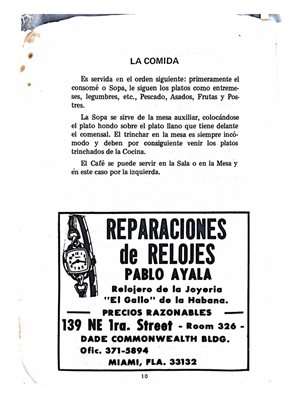 LA COMIDA
Es servida en el orden siguiente: primeramente el
consomé o Sopa, le siguen los platos como entreme-
ses, legumbres, etc., Pescado, Asados, Frutas y Pos-
tres.
La Sopa se sirve de la mesa auxiliar, colocándose
el plato hondo sobre el plato llano que tiene delante
el comensal. El trinchar en la mesa es siempre incó-
modo y deben por consiguiente venir los platos
trinchados de la Cocina.
El Café se puede servir en la Sala o en la Mesa y
en este caso por la izquierda.
REPARACIONES
de RELOJES
PABLO AYALA
Relojero de la Joyeria
"El Gallo" de la Habana.
PRECIOS RAZONABLES
139 NE 1ra. Street - Room 326 -
DADE COMMONWEALTH BLDG.
Ofic. 371-5894
MIAMI, FLA. 33132
10